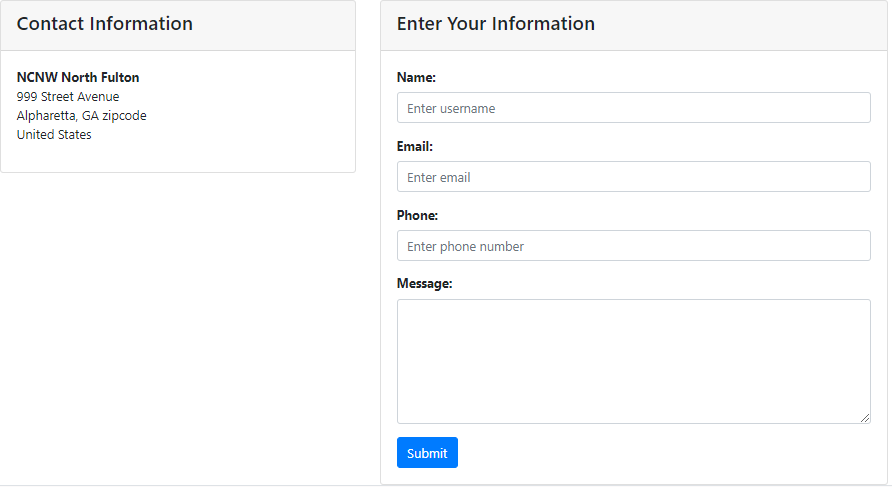 Contact Information
NCNW North Fulton
999 Street Avenue
Alpharetta, GA zipcode
United States
Enter Your Information
Name:
Enter username
Email:
Enter email
Phone:
Enter phone number
Message:
Submit